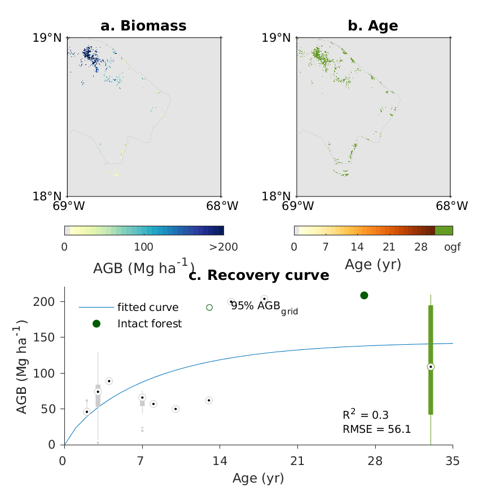 a. Biomass
b. Age
19°N
19°N
18°N
18°N
69°W
68°W
69°W
68°W
0
100
>200
0
7
14
21
28
ogf
AGB (Mg ha⁻¹)
Age (yr)
c. Recovery curve
200
150
100
50
0
AGB (Mg ha⁻¹)
fitted curve
95% AGB_grid
Intact forest
R² = 0.3
RMSE = 56.1
0
7
14
21
28
35
Age (yr)